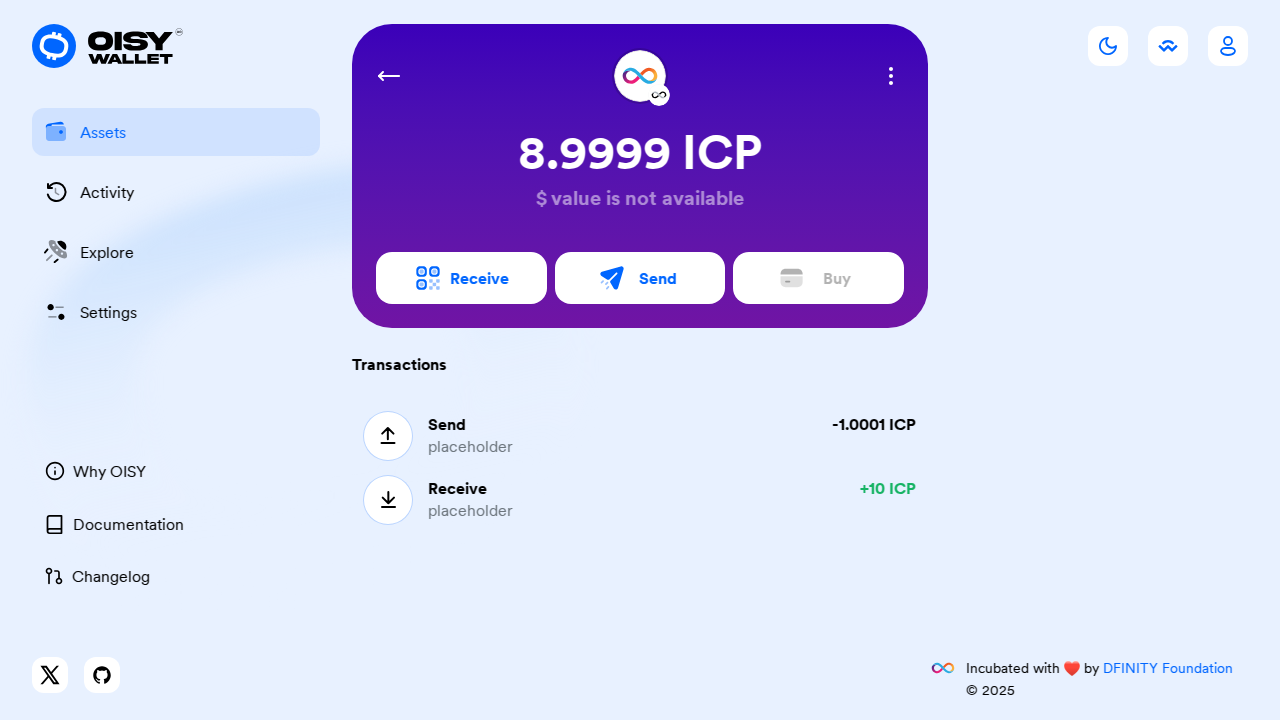 OISY
WALLET
Assets
Activity
Explore
Settings
Why OISY
Documentation
Changelog
8.9999 ICP
$ value is not available
Receive
Send
Buy
Transactions
Send
-1.0001 ICP
placeholder
Receive
+10 ICP
placeholder
Incubated with ❤️ by DFINITY Foundation
© 2025